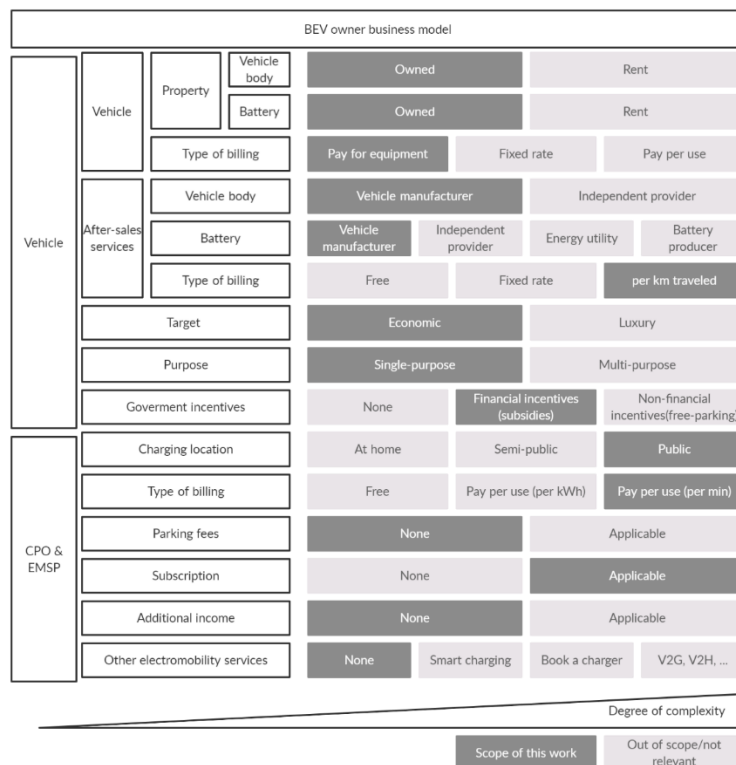 BEV owner business model
Vehicle
Vehicle
Property
Vehicle
body
Owned
Rent
Battery
Owned
Rent
Type of billing
Pay for equipment
Fixed rate
Pay per use
After-sales
services
Vehicle body
Vehicle manufacturer
Independent provider
Battery
Vehicle
manufacturer
Independent
provider
Energy utility
Battery
producer
Type of billing
Free
Fixed rate
per km traveled
Target
Economic
Luxury
Purpose
Single-purpose
Multi-purpose
Goverment incentives
None
Financial incentives
(subsidies)
Non-financial
incentives(free-parking)
CPO &
EMSP
Charging location
At home
Semi-public
Public
Type of billing
Free
Pay per use (per kWh)
Pay per use (per min)
Parking fees
None
Applicable
Subscription
None
Applicable
Additional income
None
Applicable
Other electromobility services
None
Smart charging
Book a charger
V2G, V2H, ...
Degree of complexity
Scope of this work
Out of scope/not
relevant